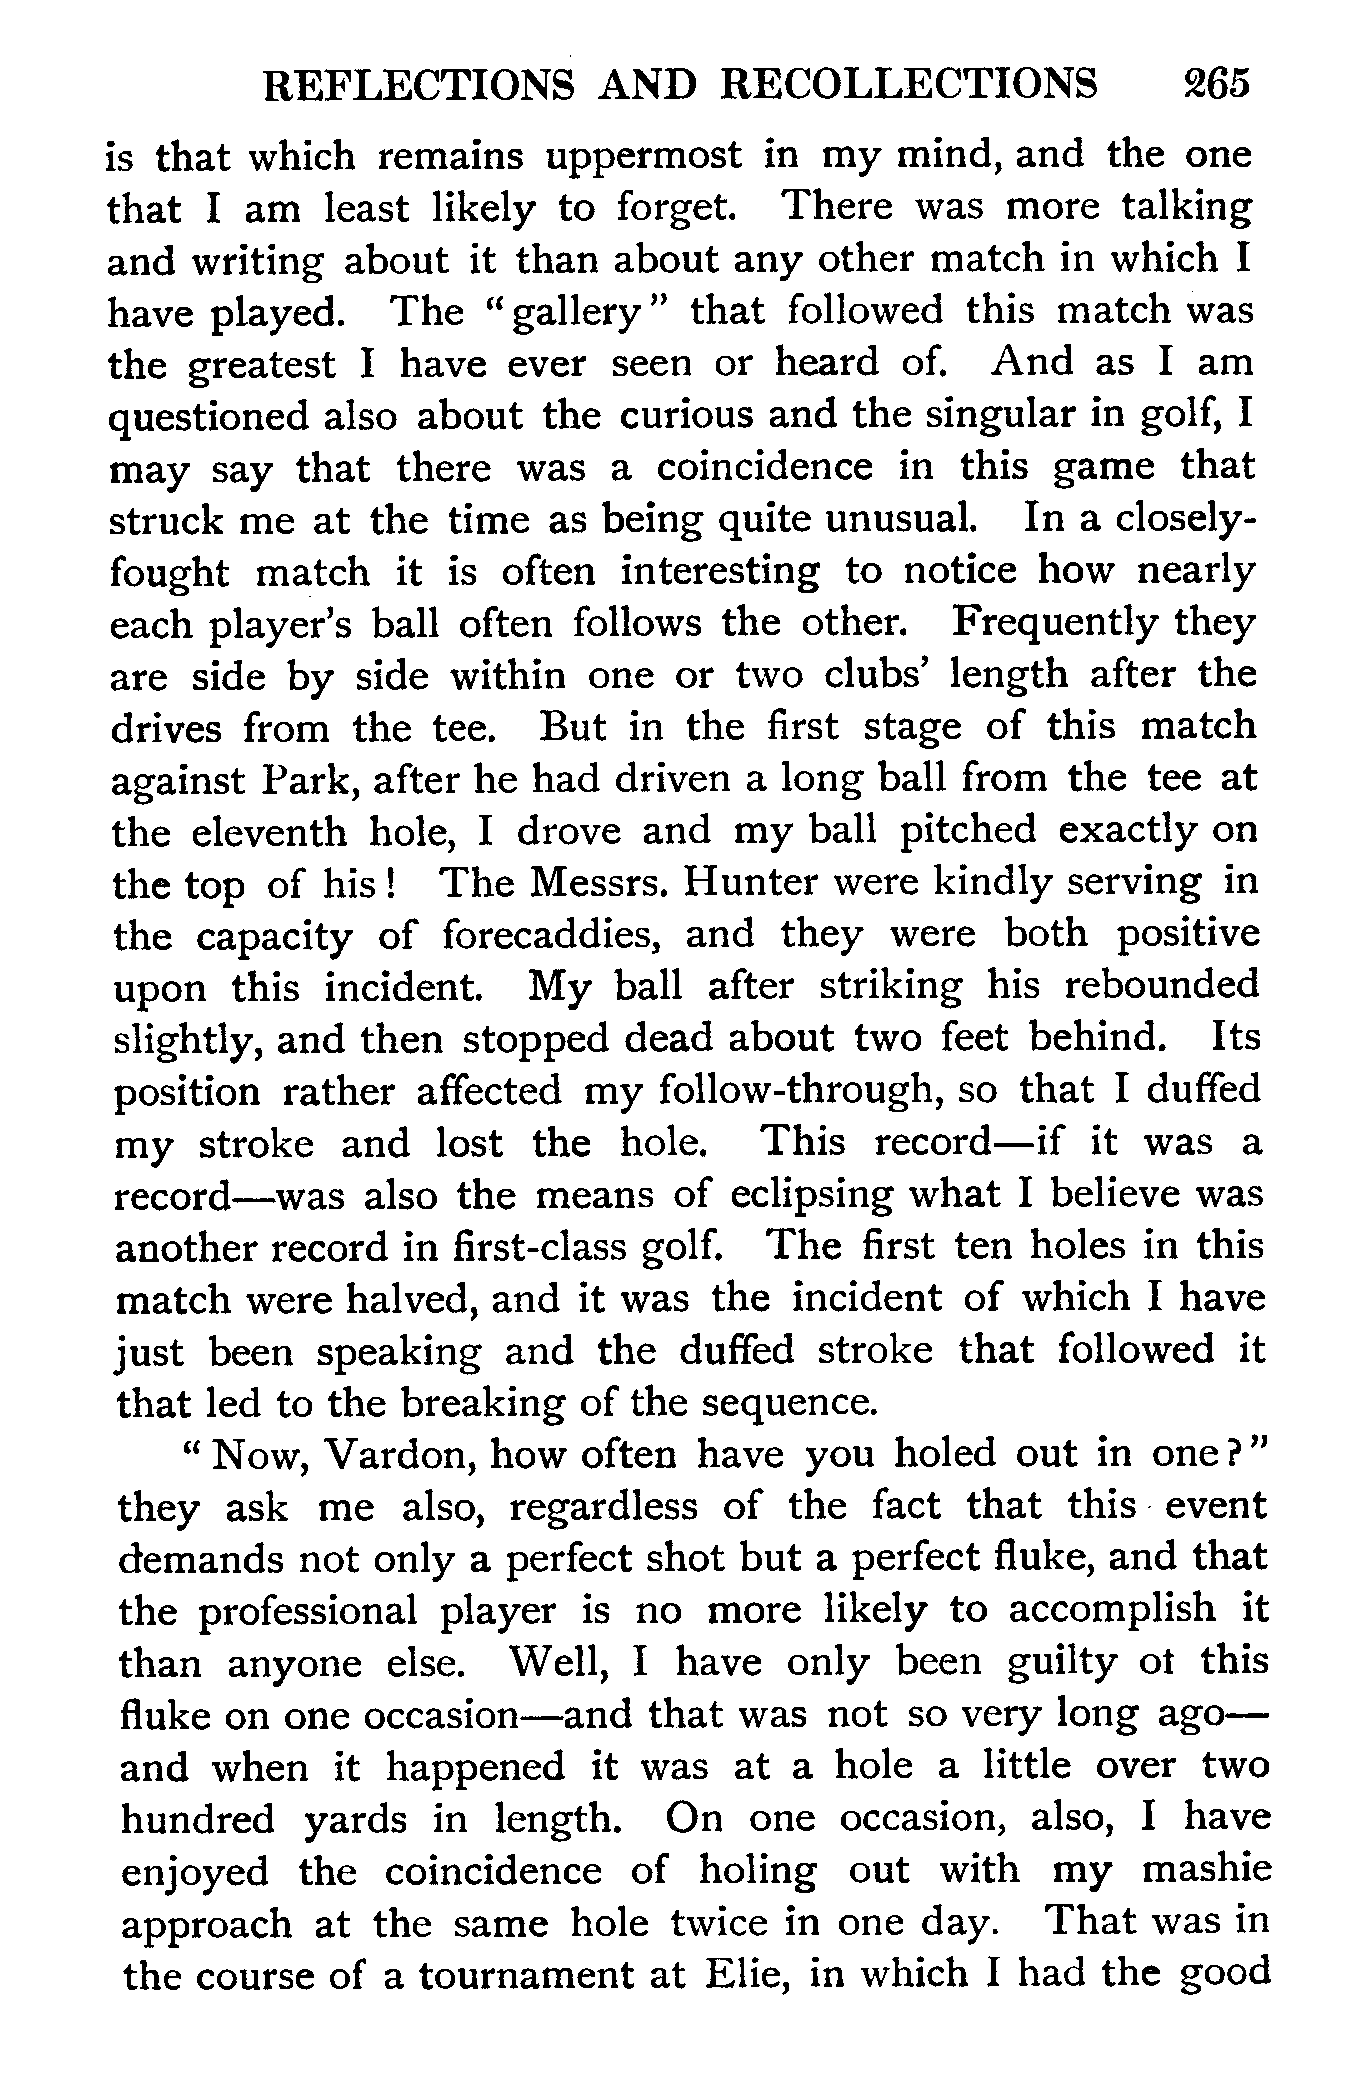 REFLECTIONS AND RECOLLECTIONS 265
is that which remains uppermost in my mind, and the one
that I am least likely to forget. There was more talking
and writing about it than about any other match in which I
have played. The “gallery” that followed this match was
the greatest I have ever seen or heard of. And as I am
questioned also about the curious and the singular in golf, I
may say that there was a coincidence in this game that
struck me at the time as being quite unusual. In a closely-
fought match it is often interesting to notice how nearly
each player’s ball often follows the other. Frequently they
are side by side within one or two clubs’ length after the
drives from the tee. But in the first stage of this match
against Park, after he had driven a long ball from the tee at
the eleventh hole, I drove and my ball pitched exactly on
the top of his! The Messrs. Hunter were kindly serving in
the capacity of forecaddies, and they were both positive
upon this incident. My ball after striking his rebounded
slightly, and then stopped dead about two feet behind. Its
position rather affected my follow-through, so that I duffed
my stroke and lost the hole. This record—if it was a
record—was also the means of eclipsing what I believe was
another record in first-class golf. The first ten holes in this
match were halved, and it was the incident of which I have
just been speaking and the duffed stroke that followed it
that led to the breaking of the sequence.
“Now, Vardon, how often have you holed out in one?”
they ask me also, regardless of the fact that this event
demands not only a perfect shot but a perfect fluke, and that
the professional player is no more likely to accomplish it
than anyone else. Well, I have only been guilty of this
fluke on one occasion—and that was not so very long ago—
and when it happened it was at a hole a little over two
hundred yards in length. On one occasion, also, I have
enjoyed the coincidence of holing out with my mashie
approach at the same hole twice in one day. That was in
the course of a tournament at Elie, in which I had the good